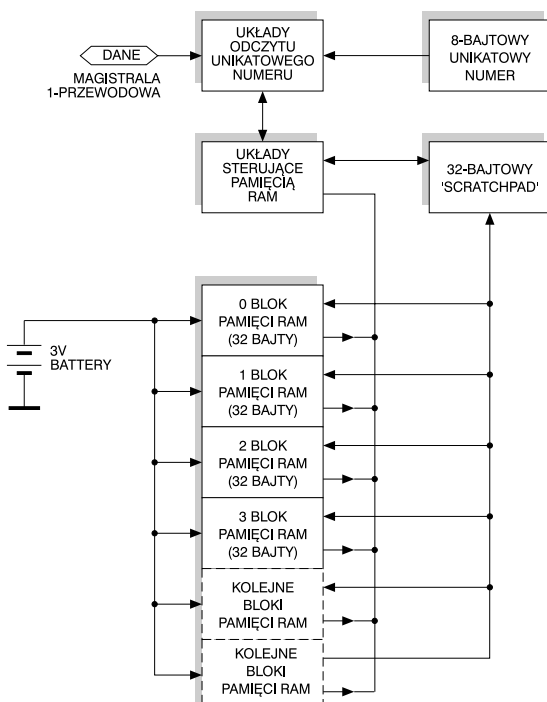 DANE
MAGISTRALA
1-PRZEWODOWA
UKŁADY
ODCZYTU
UNIKATOWEGO
NUMERU
8-BAJTOWY
UNIKATOWY
NUMER
UKŁADY
STERUJĄCE
PAMIĘCIĄ
RAM
32-BAJTOWY
'SCRATCHPAD'
3V
BATTERY
0 BLOK
PAMIĘCI RAM
(32 BAJTY)
1 BLOK
PAMIĘCI RAM
(32 BAJTY)
2 BLOK
PAMIĘCI RAM
(32 BAJTY)
3 BLOK
PAMIĘCI RAM
(32 BAJTY)
KOLEJNE
BLOKI
PAMIĘCI RAM
KOLEJNE
BLOKI
PAMIĘCI RAM